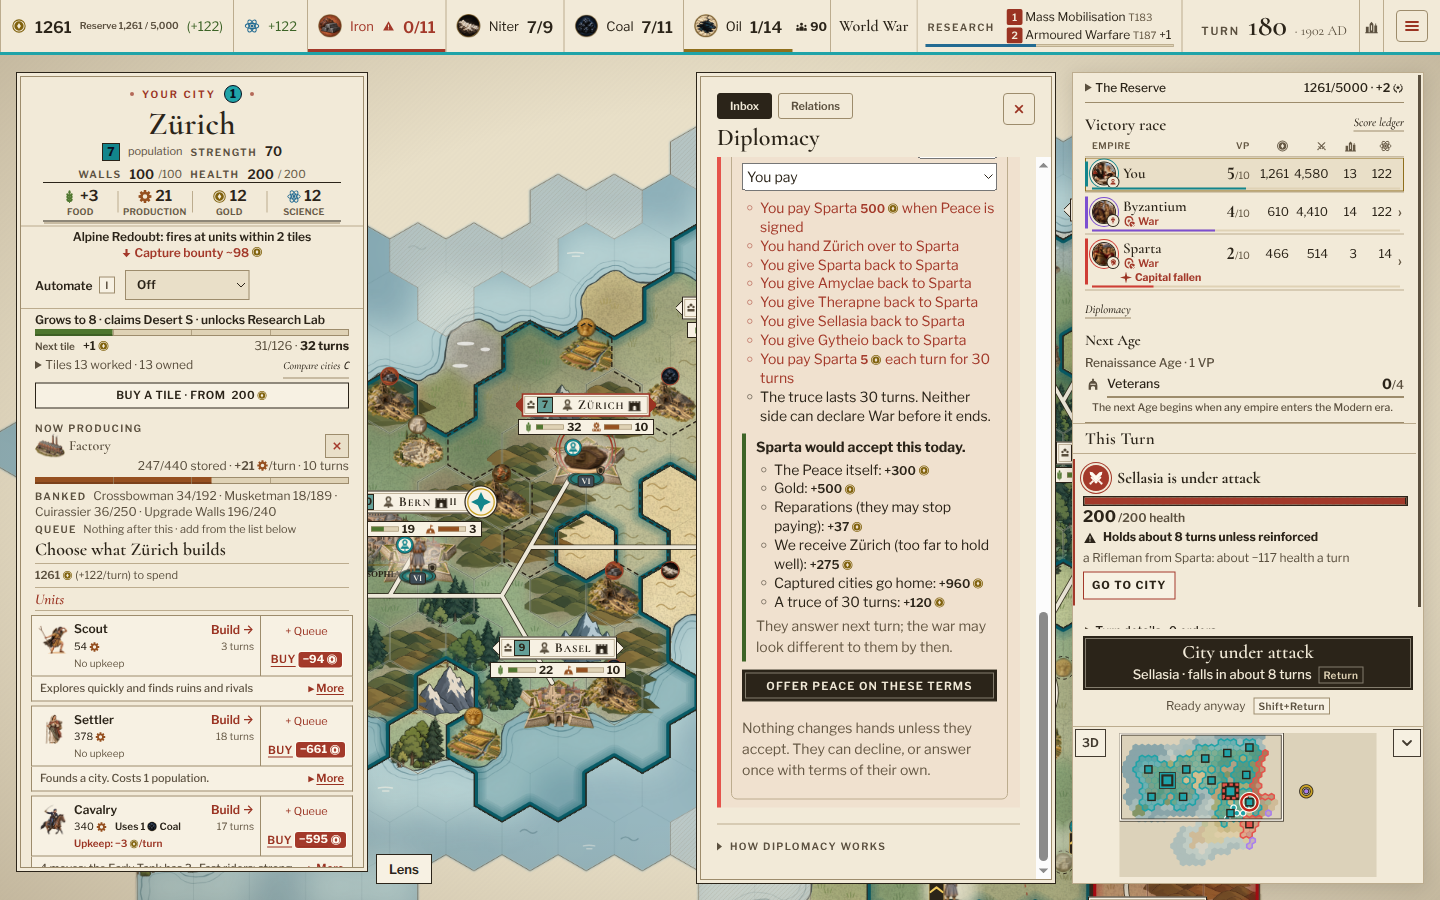 1261 Reserve 1,261 / 5,000 (+122)
+122
Iron 0/11
Niter 7/9
Coal 7/11
Oil 1/14
90
World War
RESEARCH
1 Mass Mobilisation T183
2 Armoured Warfare T187 +1
TURN 180 · 1902 AD
YOUR CITY 1
Zürich
7 population STRENGTH 70
WALLS 100 /100 HEALTH 200 / 200
+3 21 12 12
FOOD PRODUCTION GOLD SCIENCE
Alpine Redoubt: fires at units within 2 tiles
Capture bounty ~98
Automate I Off
Grows to 8 · claims Desert S · unlocks Research Lab
Next tile +1 31/126 · 32 turns
Tiles 13 worked · 13 owned Compare cities C
BUY A TILE · FROM 200
NOW PRODUCING
Factory
247/440 stored · +21 /turn · 10 turns
BANKED Crossbowman 34/192 · Musketman 18/189 ·
Cuirassier 36/250 · Upgrade Walls 196/240
QUEUE Nothing after this · add from the list below
Choose what Zürich builds
1261 (+122/turn) to spend
Units
Scout Build → + Queue
54 3 turns
No upkeep BUY −94
Explores quickly and finds ruins and rivals More
Settler Build → + Queue
378 18 turns
No upkeep BUY −661
Founds a city. Costs 1 population. More
Cavalry Build → + Queue
340 Uses 1 Coal 17 turns
Upkeep: −3 /turn BUY −595
7 ZÜRICH
32 10
VI
BERN II
19 3
VI
9 BASEL
22 10
Lens
Inbox Relations ×
Diplomacy
You pay
You pay Sparta 500 when Peace is
signed
You hand Zürich over to Sparta
You give Sparta back to Sparta
You give Amyclae back to Sparta
You give Therapne back to Sparta
You give Sellasia back to Sparta
You give Gytheio back to Sparta
You pay Sparta 5 each turn for 30
turns
The truce lasts 30 turns. Neither
side can declare War before it ends.
Sparta would accept this today.
The Peace itself: +300
Gold: +500
Reparations (they may stop
paying): +37
We receive Zürich (too far to hold
well): +275
Captured cities go home: +960
A truce of 30 turns: +120
They answer next turn; the war may
look different to them by then.
OFFER PEACE ON THESE TERMS
Nothing changes hands unless they
accept. They can decline, or answer
once with terms of their own.
HOW DIPLOMACY WORKS
The Reserve 1261/5000 · +2
Victory race Score ledger
EMPIRE VP
You 5/10 1,261 4,580 13 122
Byzantium 4/10 610 4,410 14 122 ›
War
Sparta 2/10 466 514 3 14 ›
War
Capital fallen
Diplomacy
Next Age
Renaissance Age · 1 VP
Veterans 0/4
The next Age begins when any empire enters the Modern era.
This Turn
Sellasia is under attack
200 /200 health
Holds about 8 turns unless reinforced
a Rifleman from Sparta: about −117 health a turn
GO TO CITY
City under attack
Sellasia · falls in about 8 turns Return
Ready anyway Shift+Return
3D